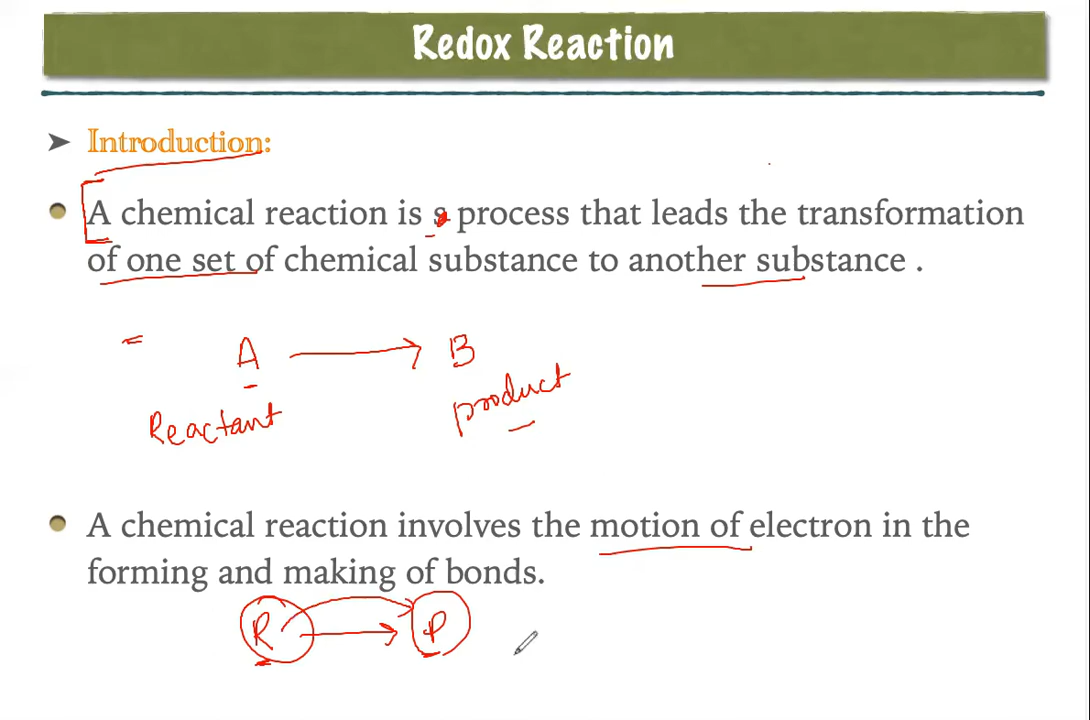 Redox Reaction
Introduction:
A chemical reaction is a process that leads the transformation
of one set of chemical substance to another substance .
A → B
Reactant product
A chemical reaction involves the motion of electron in the
forming and making of bonds.
R → P